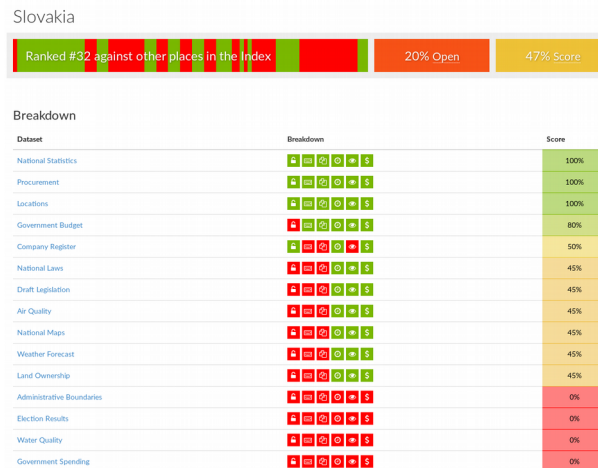 Slovakia
Ranked #32 against other places in the Index
20% Open
47% Score
Breakdown
Dataset Breakdown Score
National Statistics $ 100%
Procurement $ 100%
Locations $ 100%
Government Budget $ 80%
Company Register $ 50%
National Laws $ 45%
Draft Legislation $ 45%
Air Quality $ 45%
National Maps $ 45%
Weather Forecast $ 45%
Land Ownership $ 45%
Administrative Boundaries $ 0%
Election Results $ 0%
Water Quality $ 0%
Government Spending $ 0%